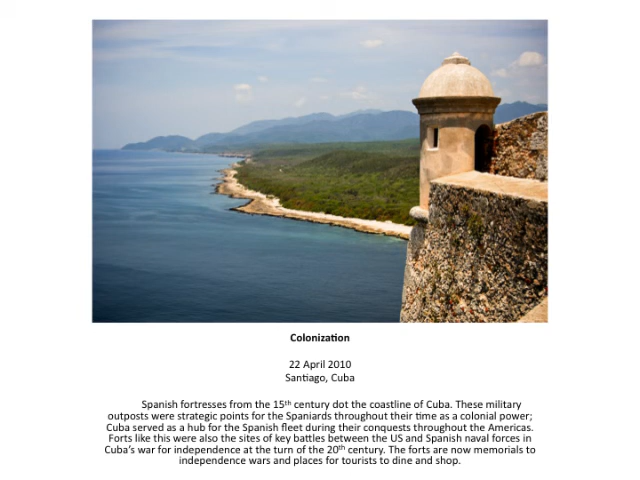 Colonization
22 April 2010
Santiago, Cuba
Spanish fortresses from the 15th century dot the coastline of Cuba. These military
outposts were strategic points for the Spaniards throughout their time as a colonial power;
Cuba served as a hub for the Spanish fleet during their conquests throughout the Americas.
Forts like this were also the sites of key battles between the US and Spanish naval forces in
Cuba's war for independence at the turn of the 20th century. The forts are now memorials to
independence wars and places for tourists to dine and shop.